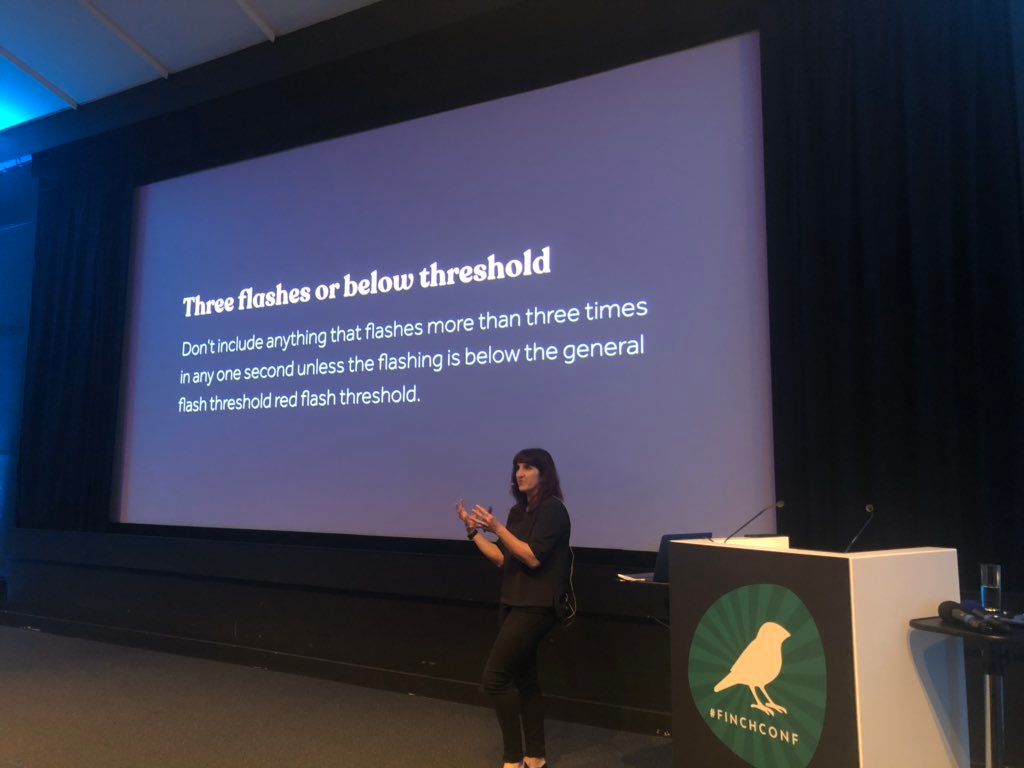 Three flashes or below threshold
Don't include anything that flashes more than three times
in any one second unless the flashing is below the general
flash threshold red flash threshold.
#FINCHCONF